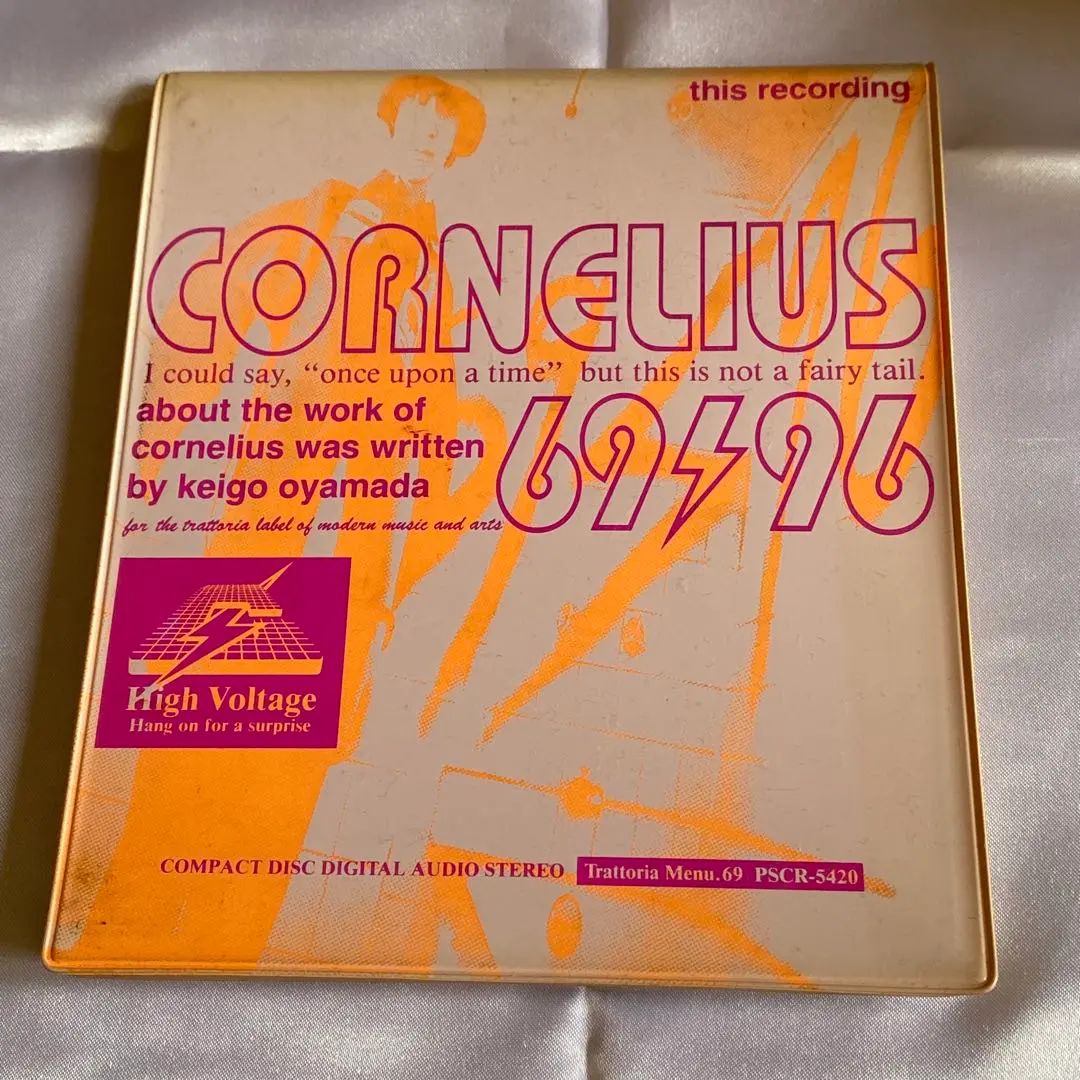 this recording
CORNELIUS
I could say, “once upon a time” but this is not a fairy tail.
about the work of
cornelius was written
by keigo oyamada
69/96
for the trattoria label of modern music and arts
High Voltage
Hang on for a surprise
COMPACT DISC DIGITAL AUDIO STEREO
Trattoria Menu.69 PSCR-5420